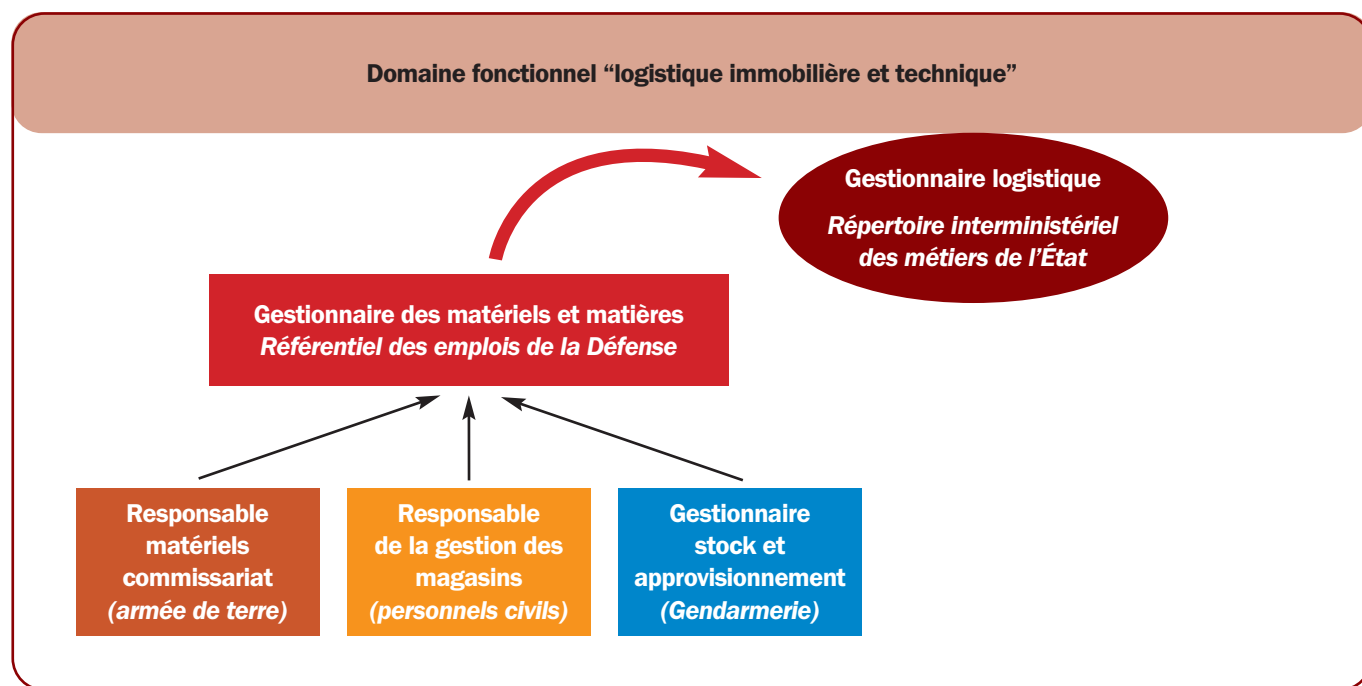 Domaine fonctionnel “logistique immobilière et technique”
Gestionnaire logistique
Répertoire interministériel
des métiers de l’État
Gestionnaire des matériels et matières
Référentiel des emplois de la Défense
Responsable
matériels
commissariat
(armée de terre)
Responsable
de la gestion des
magasins
(personnels civils)
Gestionnaire
stock et
approvisionnement
(Gendarmerie)